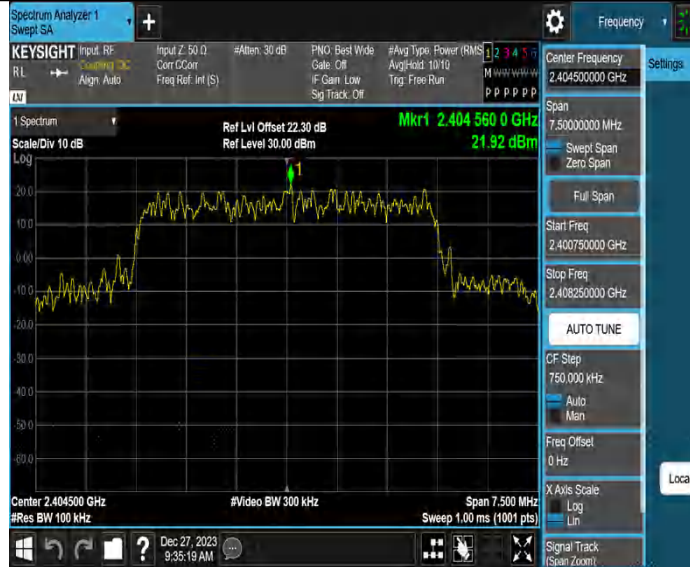 Spectrum Analyzer 1
Swept SA
+
Frequency
KEYSIGHT
RL
Input: RF
Coupling: DC
Align: Auto
Input Z: 50 Ω
Corr CCorr
Freq Ref: Int (S)
#Atten: 30 dB
PNO: Best Wide
Gate: Off
IF Gain: Low
Sig Track: Off
#Avg Type: Power (RMS
Avg|Hold: 10/10
Trig: Free Run
1 2 3 4 5 6
M W W W W W
P P P P P P
LXI
1 Spectrum
Scale/Div 10 dB
Ref Lvl Offset 22.30 dB
Ref Level 30.00 dBm
Mkr1 2.404 560 0 GHz
21.92 dBm
Log
1
20.0
10.0
0.00
-10.0
-20.0
-30.0
-40.0
-50.0
-60.0
Center 2.404500 GHz
#Res BW 100 kHz
#Video BW 300 kHz
Span 7.500 MHz
Sweep 1.00 ms (1001 pts)
?
Dec 27, 2023
9:35:19 AM
Center Frequency
2.404500000 GHz
Settings
Span
7.50000000 MHz
Swept Span
Zero Span
Full Span
Start Freq
2.400750000 GHz
Stop Freq
2.408250000 GHz
AUTO TUNE
CF Step
750.000 kHz
Auto
Man
Freq Offset
0 Hz
X Axis Scale
Log
Lin
Signal Track
(Span Zoom)
Loca